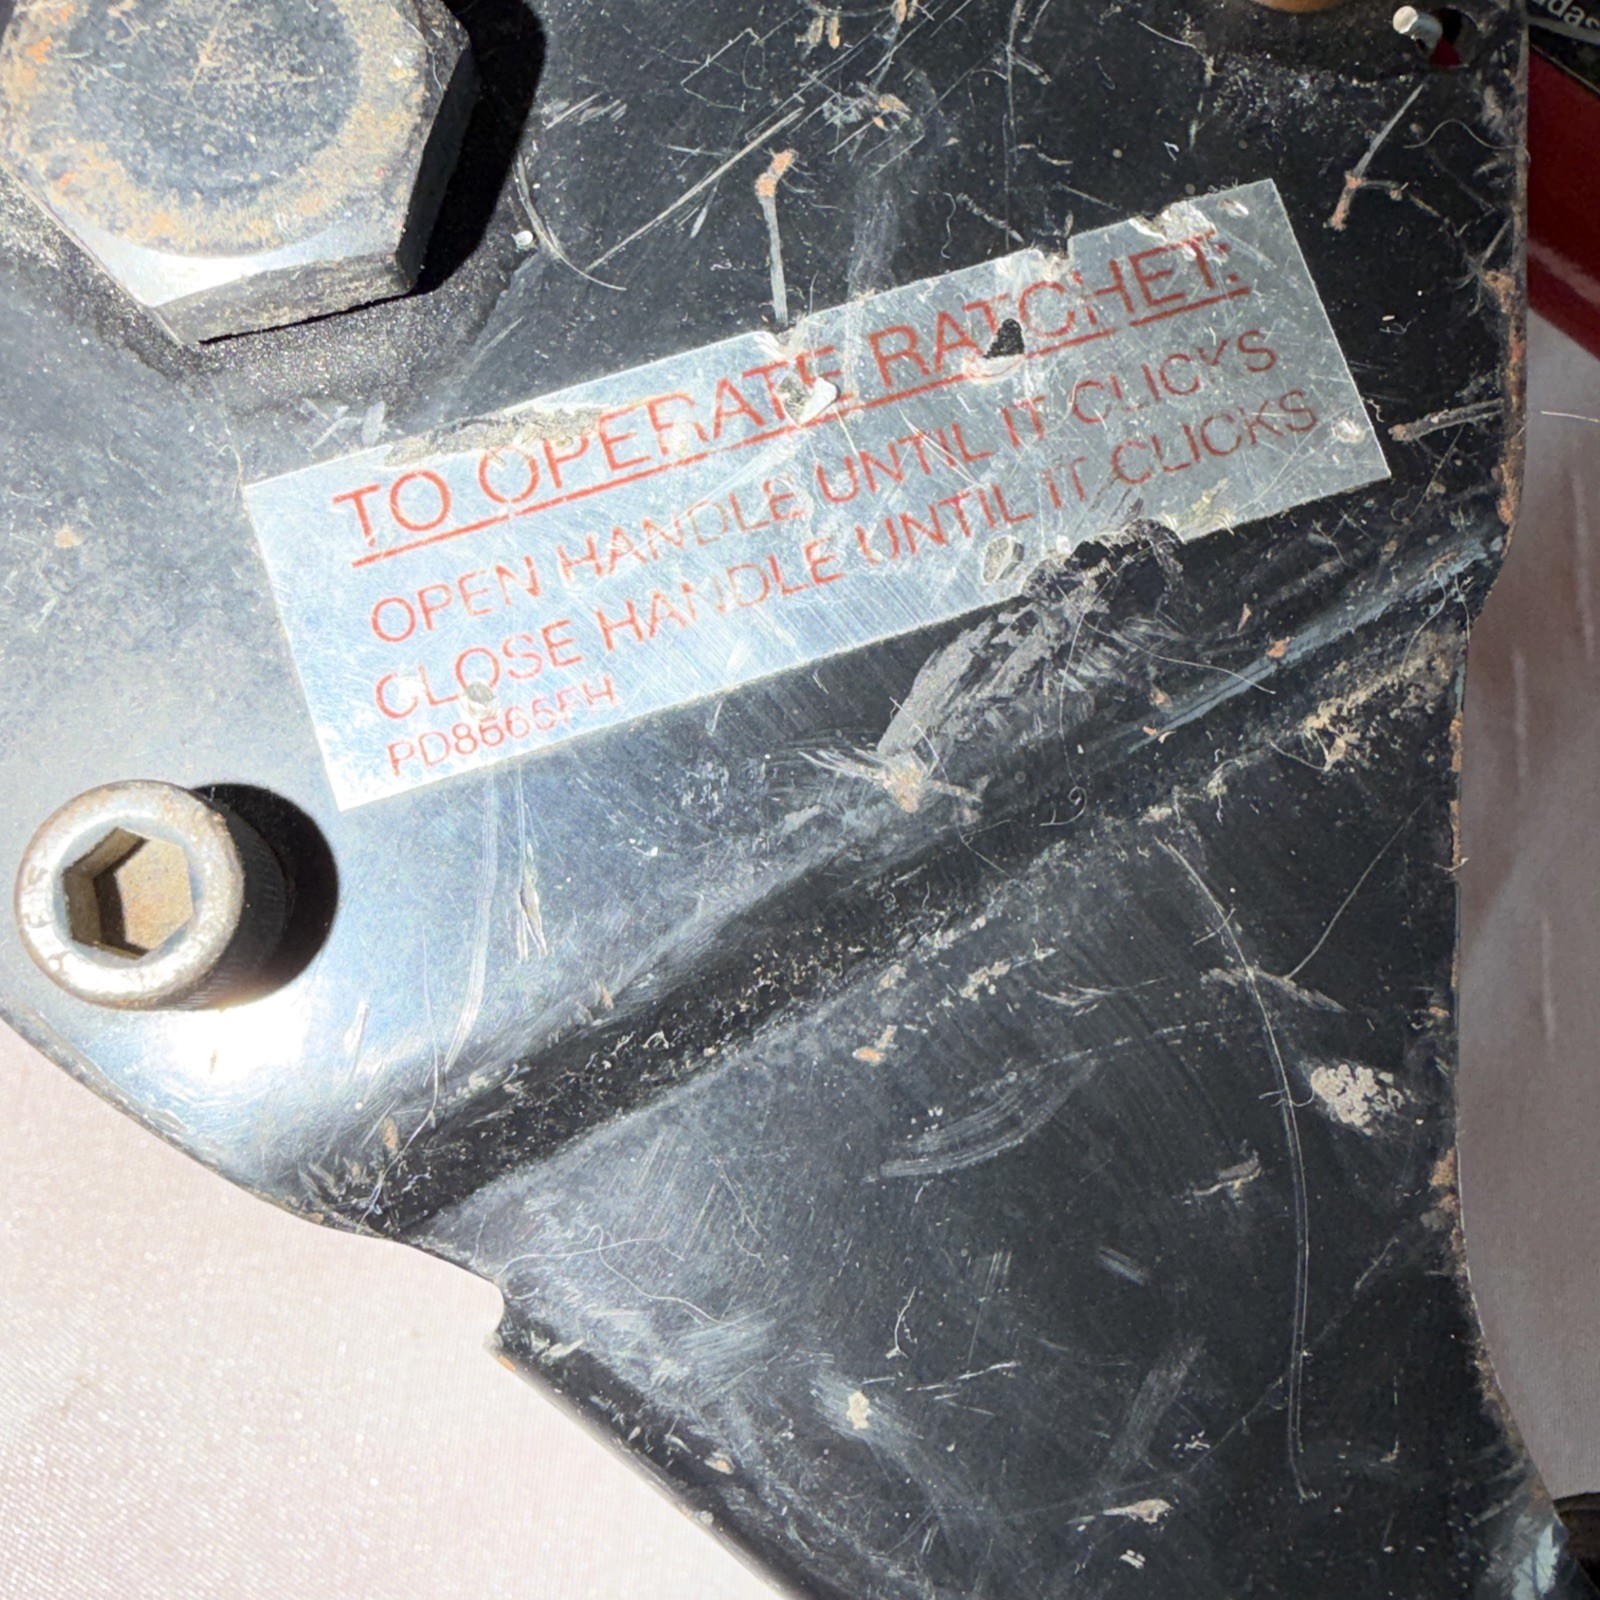 TO OPERATE RATCHET:
OPEN HANDLE UNTIL IT CLICKS
CLOSE HANDLE UNTIL IT CLICKS